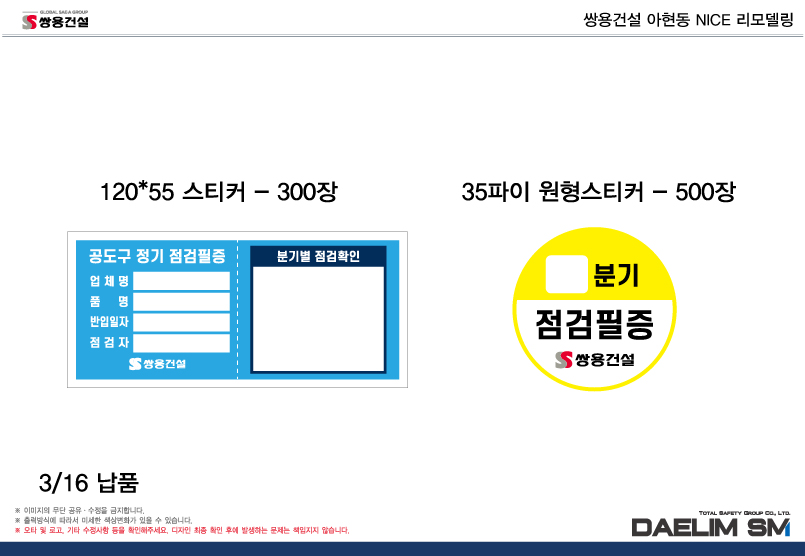 GLOBAL SAEA GROUP
쌍용건설
쌍용건설 아현동 NICE 리모델링
120*55 스티커 – 300장
35파이 원형스티커 – 500장
공도구 정기 점검필증
업 체 명
품 명
반입일자
점 검 자
쌍용건설
분기별 점검확인
분기
점검필증
쌍용건설
3/16 납품
※ 이미지의 무단 공유 · 수정을 금지합니다.
※ 출력방식에 따라서 미세한 색상변화가 있을 수 있습니다.
※ 오타 및 로고, 기타 수정사항 등을 확인해주세요. 디자인 최종 확인 후에 발생하는 문제는 책임지지 않습니다.
TOTAL SAFETY GROUP CO., LTD.
DAELIM SM